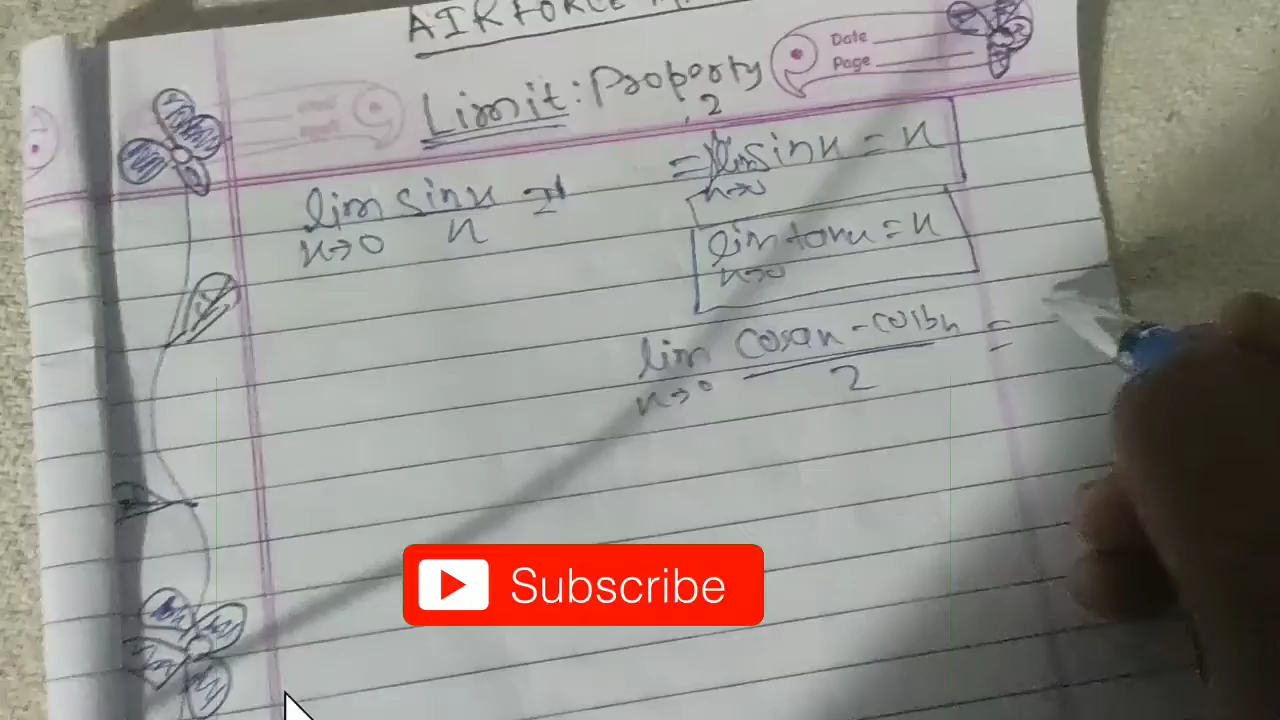 AIRFORCE
Date
Page
Limit: Property
2
lim sinx
x→0 x
= lim sinx = x
x→0
lim tanx = x
x→0
lim cosax - cosbx =
x→0 2
Subscribe